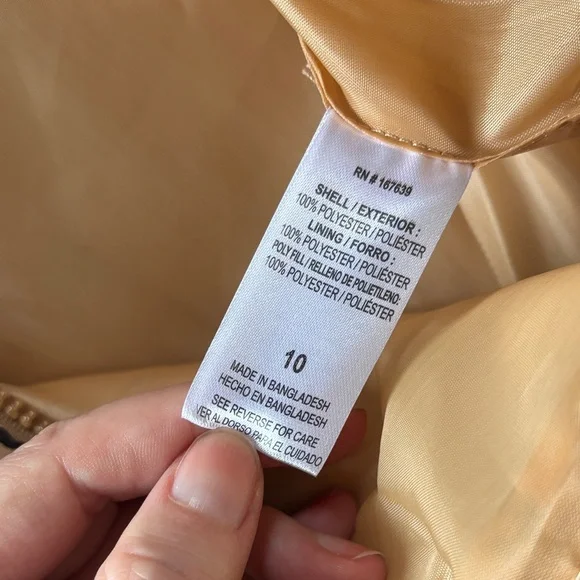 RN # 167639
SHELL / EXTERIOR :
100% POLYESTER / POLIÉSTER
LINING / FORRO :
100% POLYESTER / POLIÉSTER
POLY FILL / RELLENO DE POLIETILENO:
100% POLYESTER / POLIÉSTER
10
MADE IN BANGLADESH
HECHO EN BANGLADESH
SEE REVERSE FOR CARE
VER AL DORSO PARA EL CUIDADO